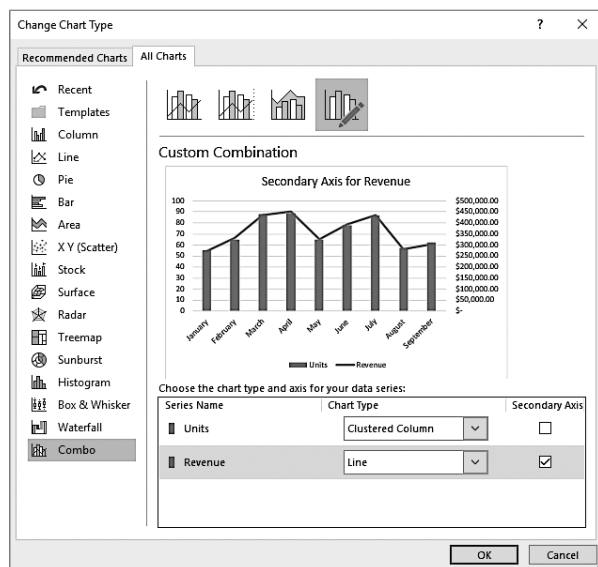 Change Chart Type ? ×
Recommended Charts All Charts
Recent
Templates
Column
Line
Pie
Bar
Area
X Y (Scatter)
Stock
Surface
Radar
Treemap
Sunburst
Histogram
Box & Whisker
Waterfall
Combo
Custom Combination
Secondary Axis for Revenue
100
90
80
70
60
50
40
30
20
10
0
$500,000.00
$450,000.00
$400,000.00
$350,000.00
$300,000.00
$250,000.00
$200,000.00
$150,000.00
$100,000.00
$50,000.00
$-
January
February
March
April
May
June
July
August
September
Units Revenue
Choose the chart type and axis for your data series:
Series Name Chart Type Secondary Axis
Units Clustered Column
Revenue Line
OK Cancel